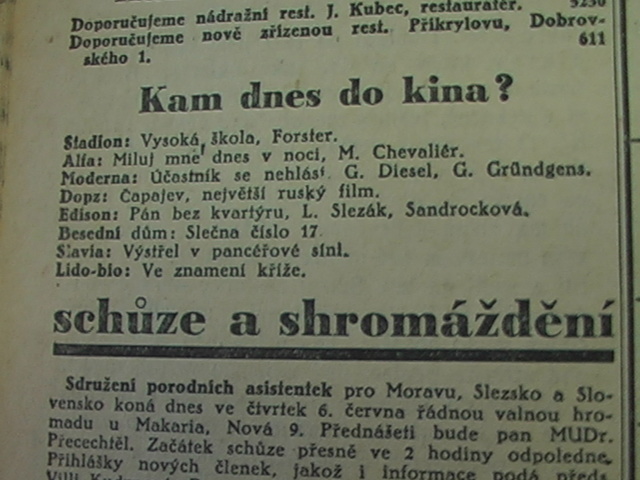 Doporučujeme nádražní rest. J. Kubec, restauratér. 5230
Doporučujeme nově zřízenou rest. Přikrylovu, Dobrov-
ského 1. 611
Kam dnes do kina?
Stadion: Vysoká škola, Forster.
Alfa: Miluj mne dnes v noci, M. Chevaliér.
Moderna: Účastník se nehlásí. G. Diesel, G. Gründgens.
Dopz: Čapajev, největší ruský film.
Edison: Pán bez kvartýru, L. Slezák, Sandrocková.
Besední dům: Slečna číslo 17.
Slavia: Výstřel v pancéřové síni.
Lido-bio: Ve znamení kříže.
schůze a shromáždění
Sdružení porodních asistentek pro Moravu, Slezsko a Slo-
vensko koná dnes ve čtvrtek 6. června řádnou valnou hro-
madu u Makaria, Nová 9. Přednášeti bude pan MUDr.
Přecechtěl. Začátek schůze přesně ve 2 hodiny odpoledne.
Přihlášky nových členek, jakož i informace podá před-